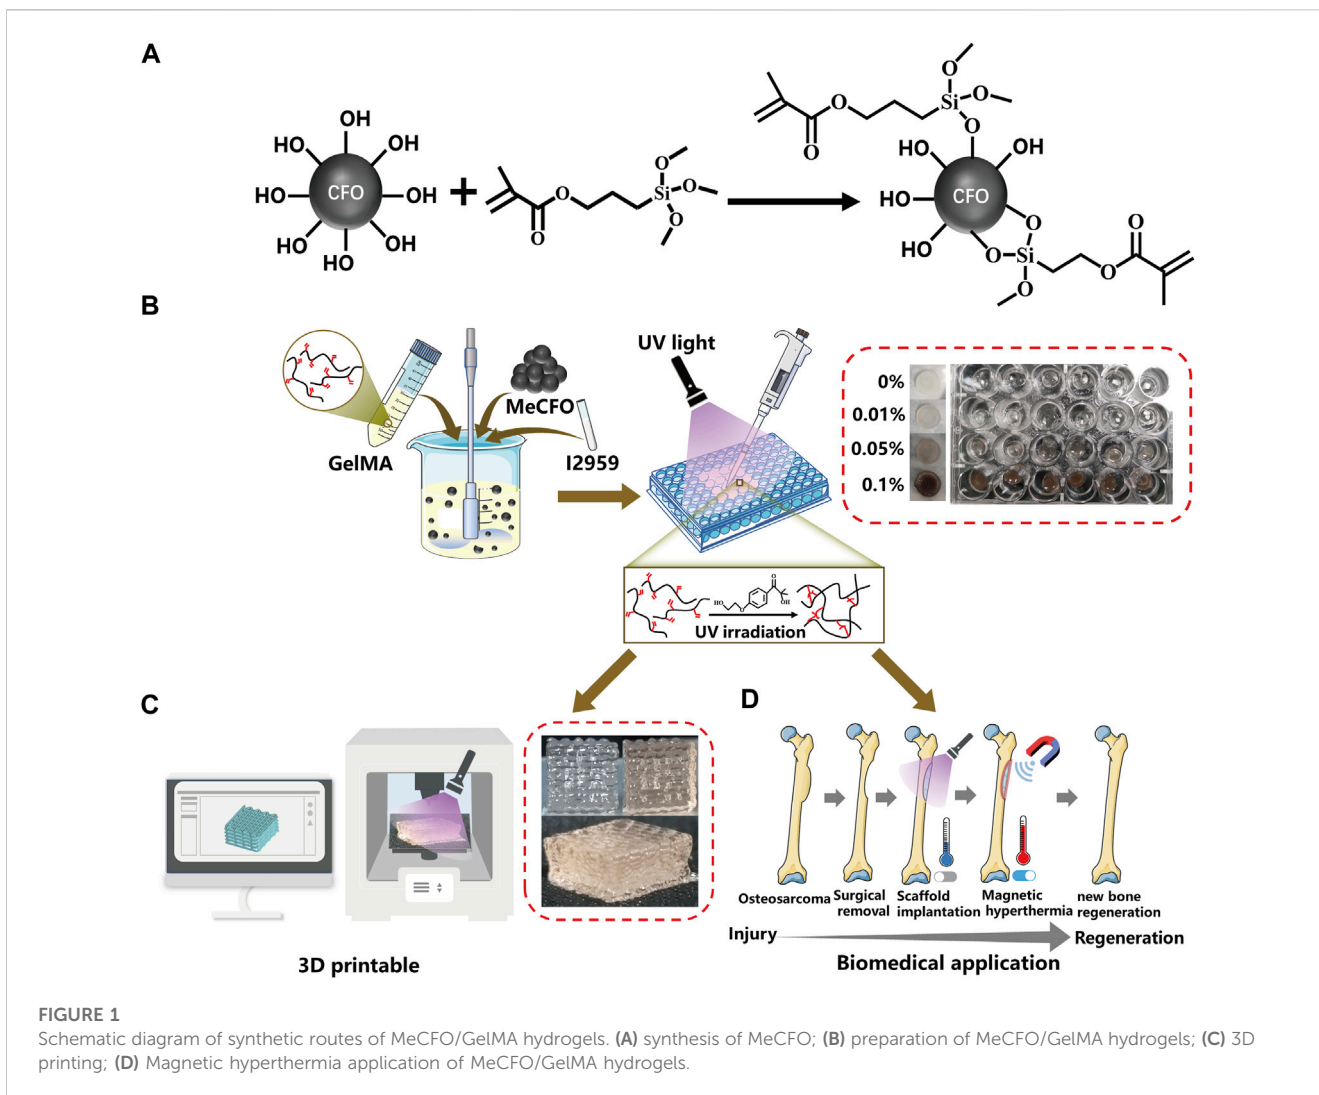 A
OH
HO
OH
HO
CFO
OH
HO
OH
HO
+
O
O
O
Si
O
O
O
O
O
Si
O
O
HO
OH
HO
CFO
HO
O
O
Si
O
O
O
B
GelMA
MeCFO
I2959
UV light
0%
0.01%
0.05%
0.1%
HO
O
O
OH
UV irradiation
C
3D printable
D
Osteosarcoma
Surgical
removal
Scaffold
implantation
Magnetic
hyperthermia
new bone
regeneration
Injury
Regeneration
Biomedical application
FIGURE 1
Schematic diagram of synthetic routes of MeCFO/GelMA hydrogels. (A) synthesis of MeCFO; (B) preparation of MeCFO/GelMA hydrogels; (C) 3D
printing; (D) Magnetic hyperthermia application of MeCFO/GelMA hydrogels.